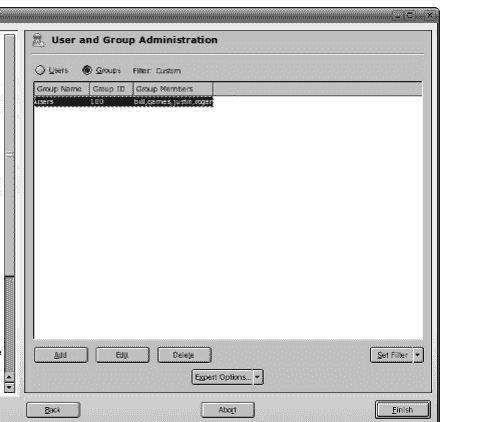 User and Group Administration
Users Groups Filter: Custom
Group Name Group ID Group Members
users 100 bill,games,justin,roger
Add Edit Delete Set Filter
Expert Options...
Back Abort Finish